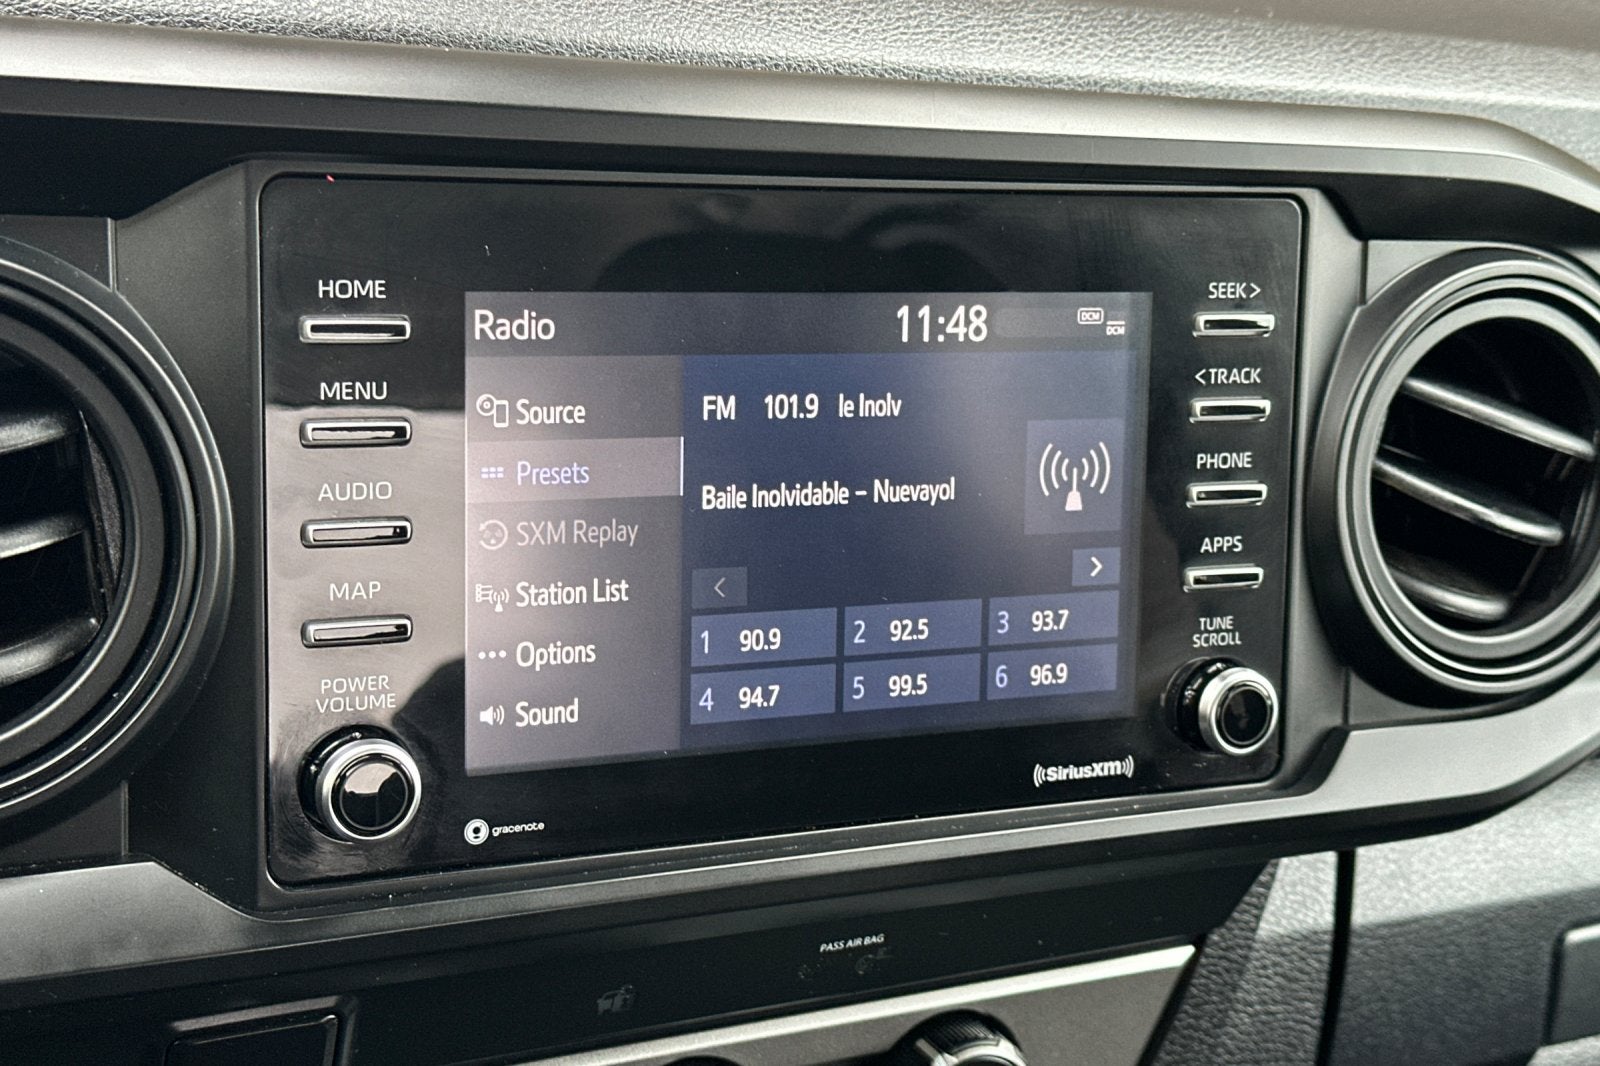 HOME
MENU
AUDIO
MAP
POWER
VOLUME
Radio
11:48
DCM
DCM
Source
Presets
SXM Replay
Station List
Options
Sound
FM 101.9 le Inolv
Baile Inolvidable – Nuevayol
<
>
1 90.9
2 92.5
3 93.7
4 94.7
5 99.5
6 96.9
SEEK >
< TRACK
PHONE
APPS
TUNE
SCROLL
gracenote
SiriusXM
PASS AIR BAG